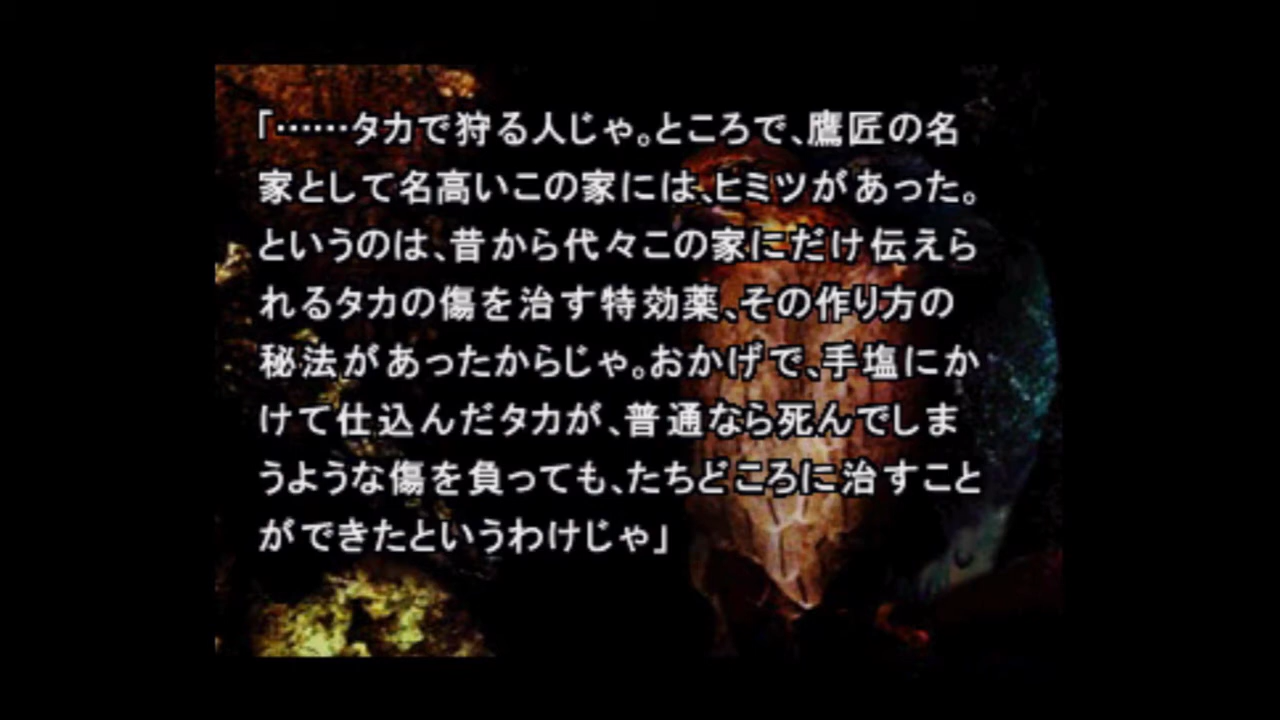 「……タカで狩る人じゃ。ところで、鷹匠の名
家として名高いこの家には、ヒミツがあった。
というのは、昔から代々この家にだけ伝えら
れるタカの傷を治す特効薬、その作り方の
秘法があったからじゃ。おかげで、手塩にか
けて仕込んだタカが、普通なら死んでしま
うような傷を負っても、たちどころに治すこと
ができたというわけじゃ」